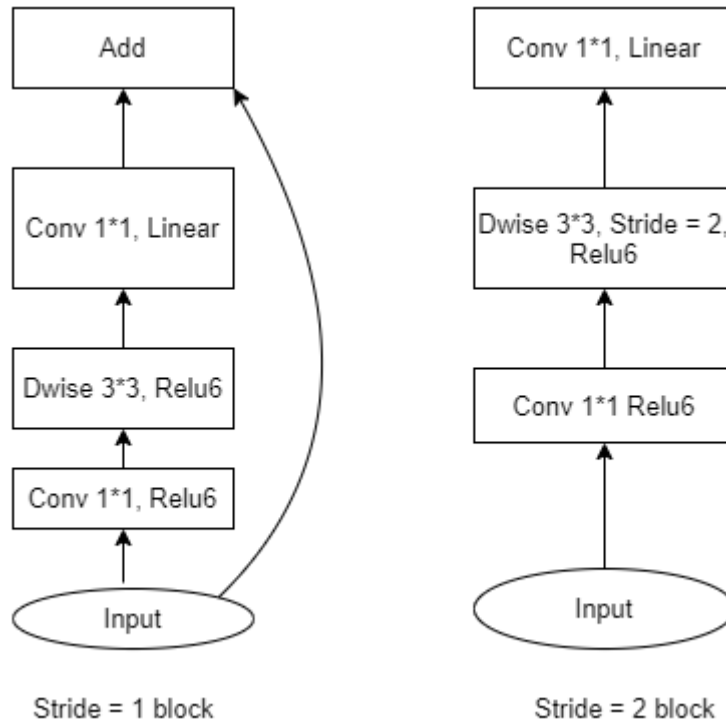 Add
Conv 1*1, Linear
Dwise 3*3, Relu6
Conv 1*1, Relu6
Input
Stride = 1 block
Conv 1*1, Linear
Dwise 3*3, Stride = 2,
Relu6
Conv 1*1 Relu6
Input
Stride = 2 block